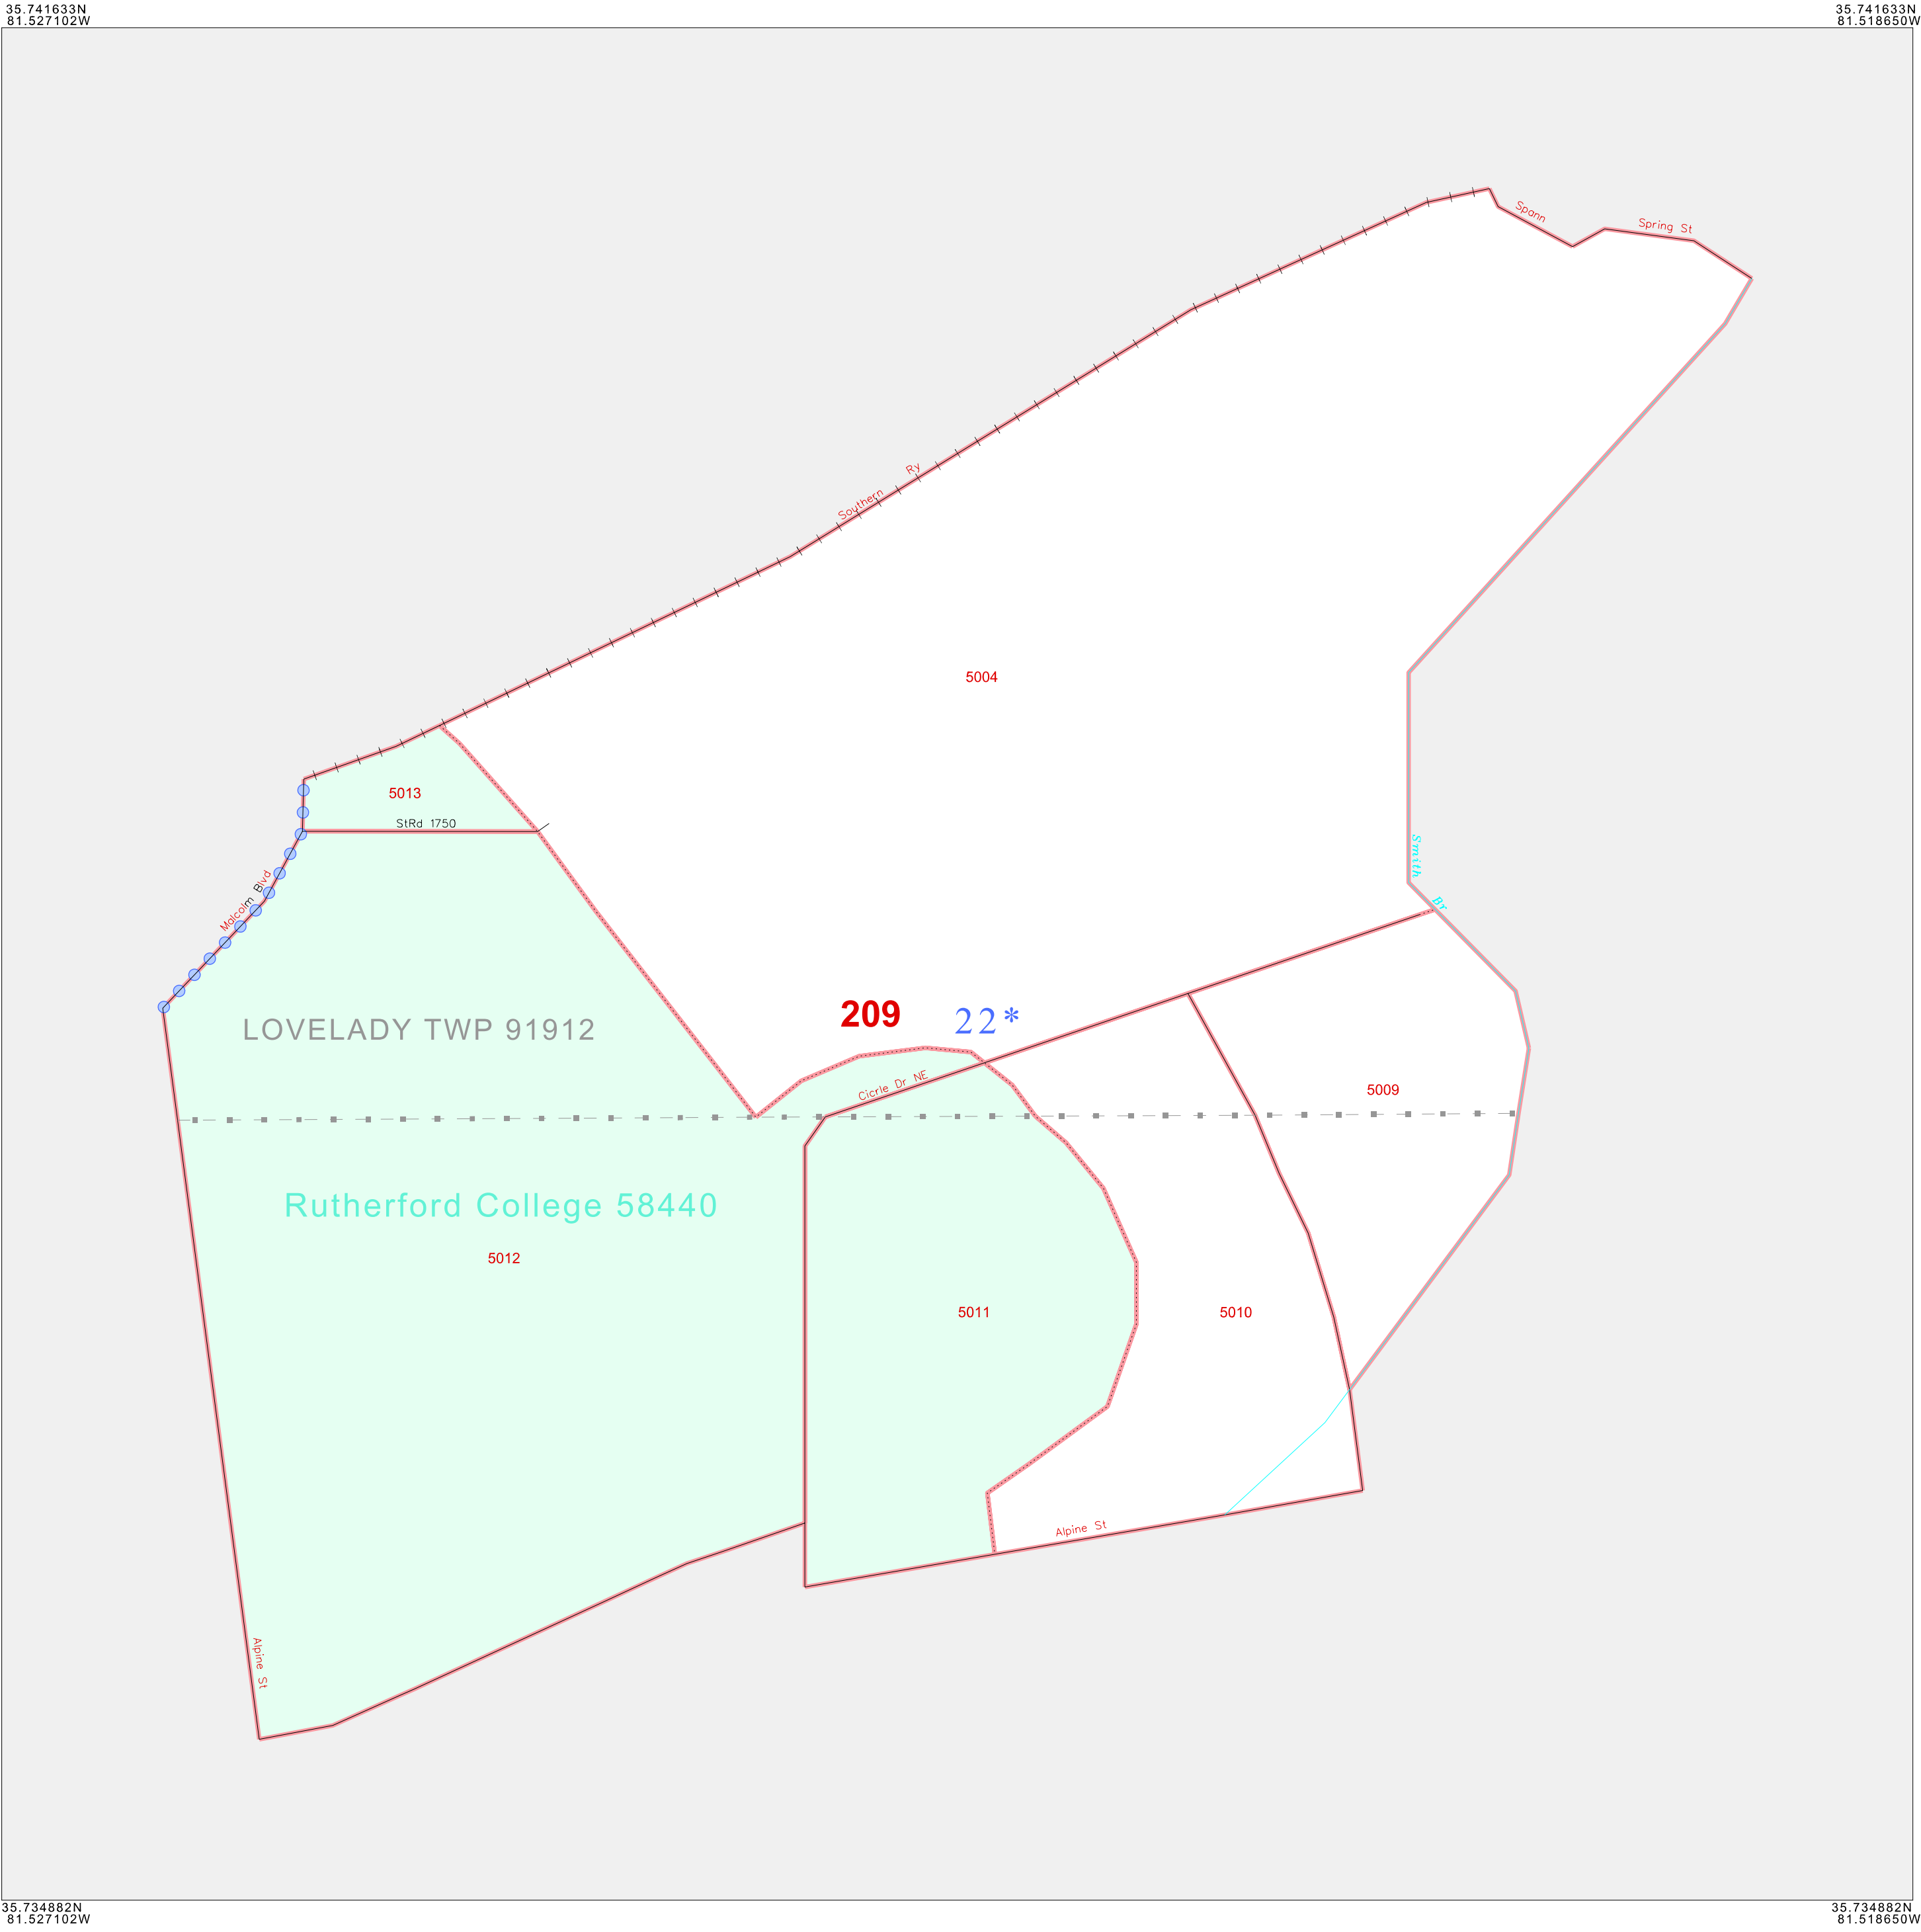 35.741633N
81.527102W
35.741633N
81.518650W
Spann
Spring St
Southern Ry
5004
5013
StRd 1750
Smith Br
Malcolm Blvd
209
22*
LOVELADY TWP 91912
Cicrle Dr NE
5009
Rutherford College 58440
5012
5011
5010
Alpine St
Alpine St
35.734882N
81.527102W
35.734882N
81.518650W